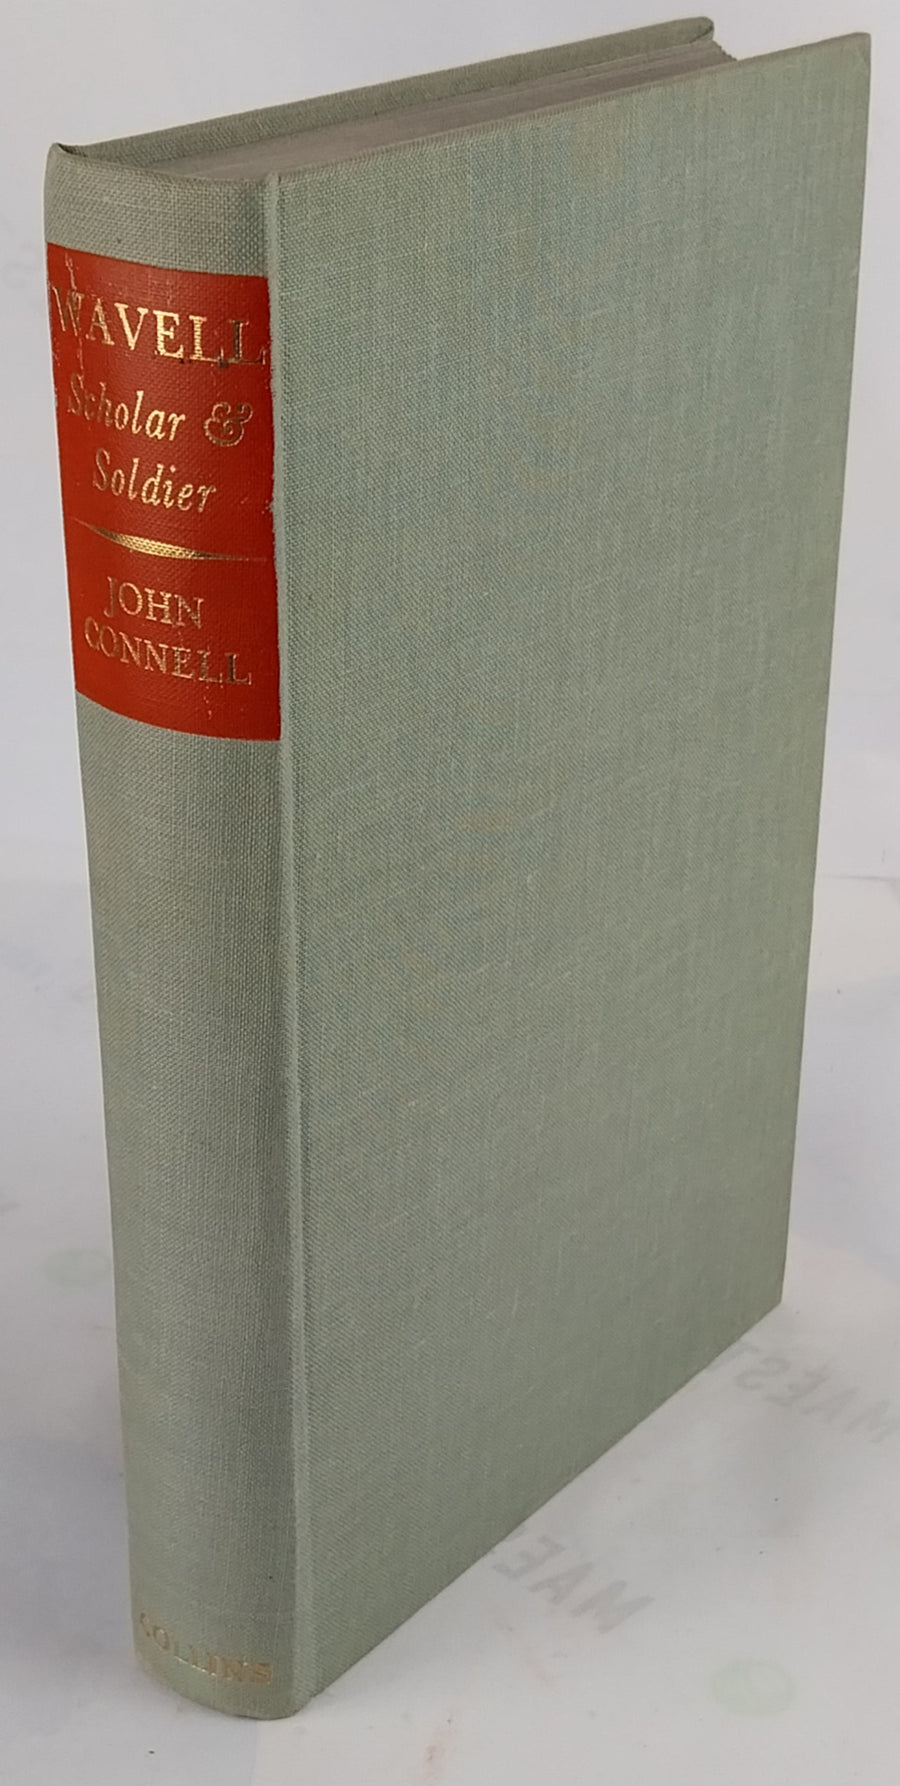 WAVELL
Scholar &
Soldier
JOHN
CONNELL
COLLINS